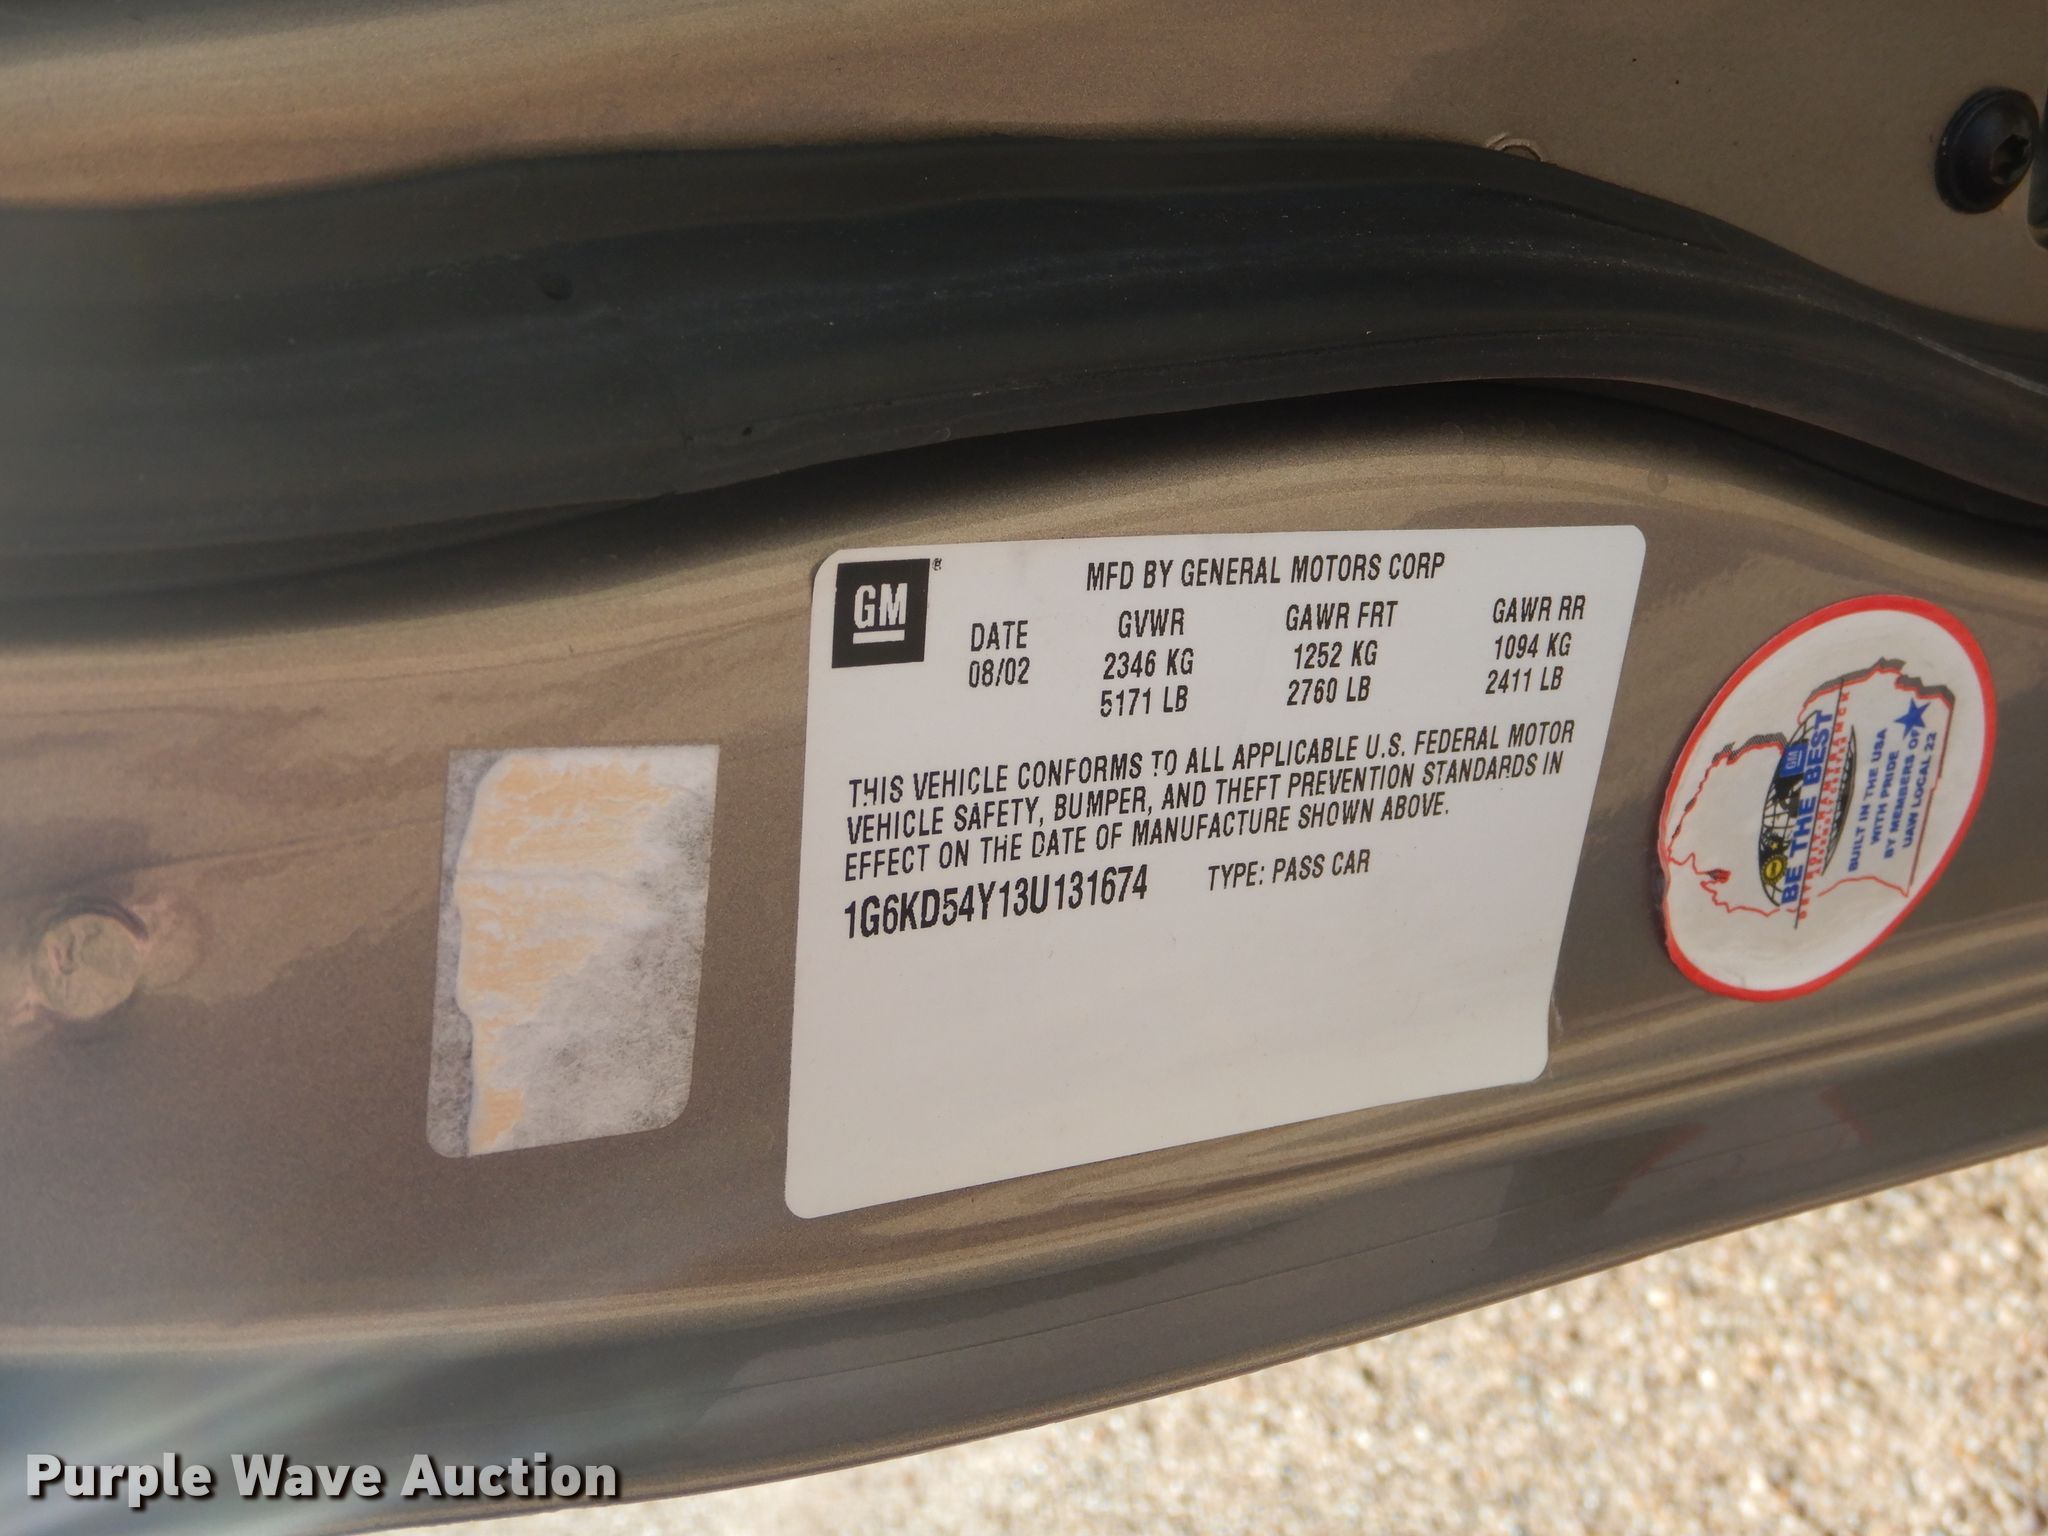 GM®
MFD BY GENERAL MOTORS CORP
DATE GVWR GAWR FRT GAWR RR
08/02 2346 KG 1252 KG 1094 KG
5171 LB 2760 LB 2411 LB
THIS VEHICLE CONFORMS TO ALL APPLICABLE U.S. FEDERAL MOTOR
VEHICLE SAFETY, BUMPER, AND THEFT PREVENTION STANDARDS IN
EFFECT ON THE DATE OF MANUFACTURE SHOWN ABOVE.
1G6KD54Y13U131674 TYPE: PASS CAR
GM
BE THE BEST
BUILT IN THE USA
WITH PRIDE
BY MEMBERS OF
UAW LOCAL 22
Purple Wave Auction